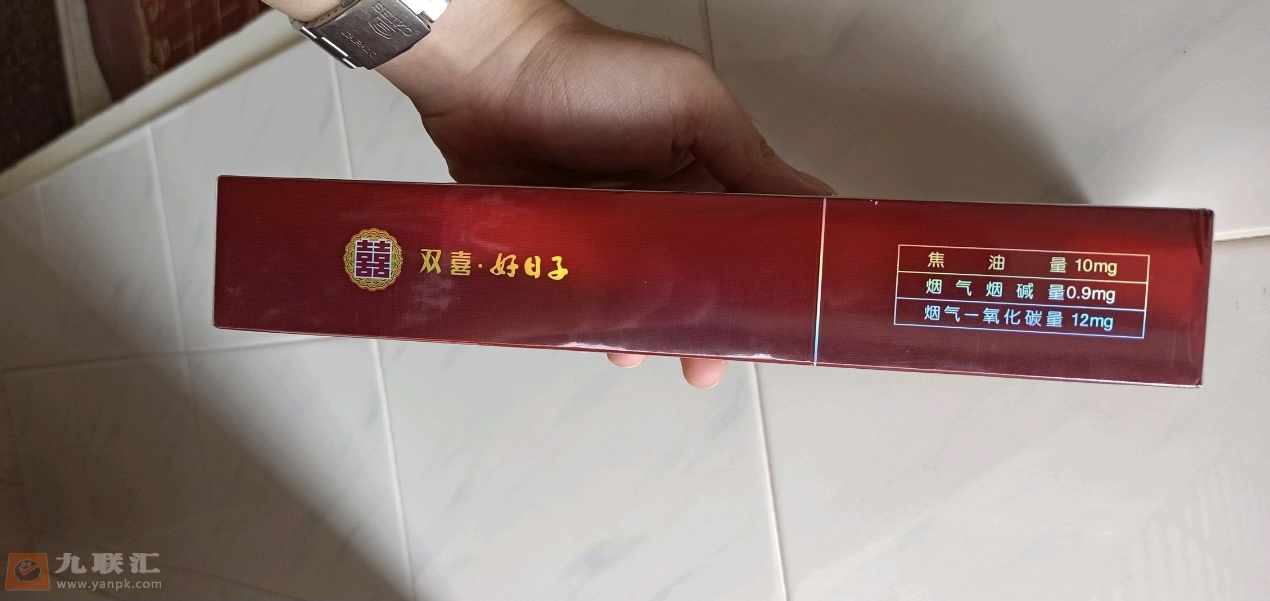 SEIKO
双喜·好日子
焦油量 10mg
烟气烟碱量0.9mg
烟气一氧化碳量 12mg
九联汇
www.yanpk.com